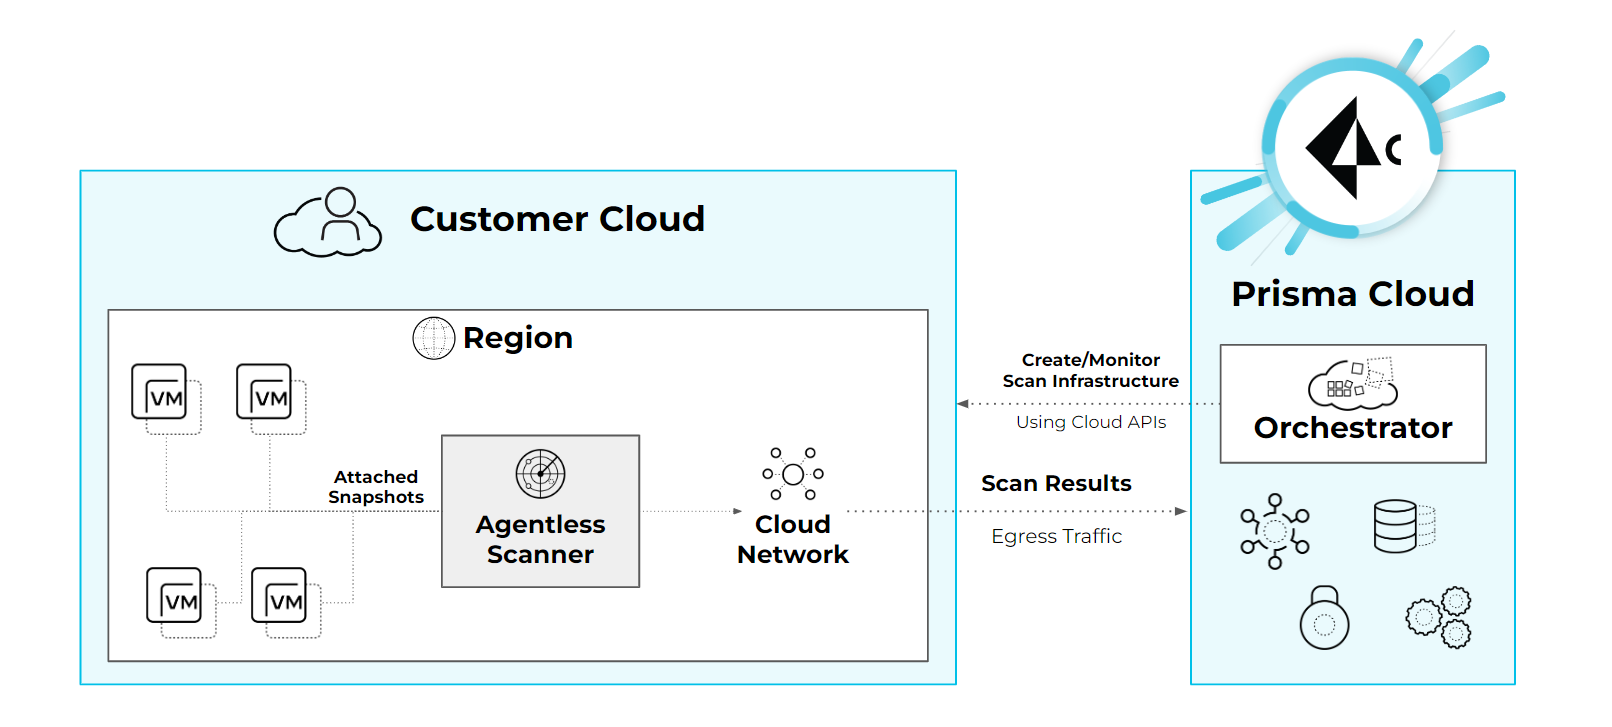 Customer Cloud
Region
VM
VM
Attached
Snapshots
Agentless
Scanner
Cloud
Network
VM
VM
Create/Monitor
Scan Infrastructure
Using Cloud APIs
Scan Results
Egress Traffic
Prisma Cloud
Orchestrator